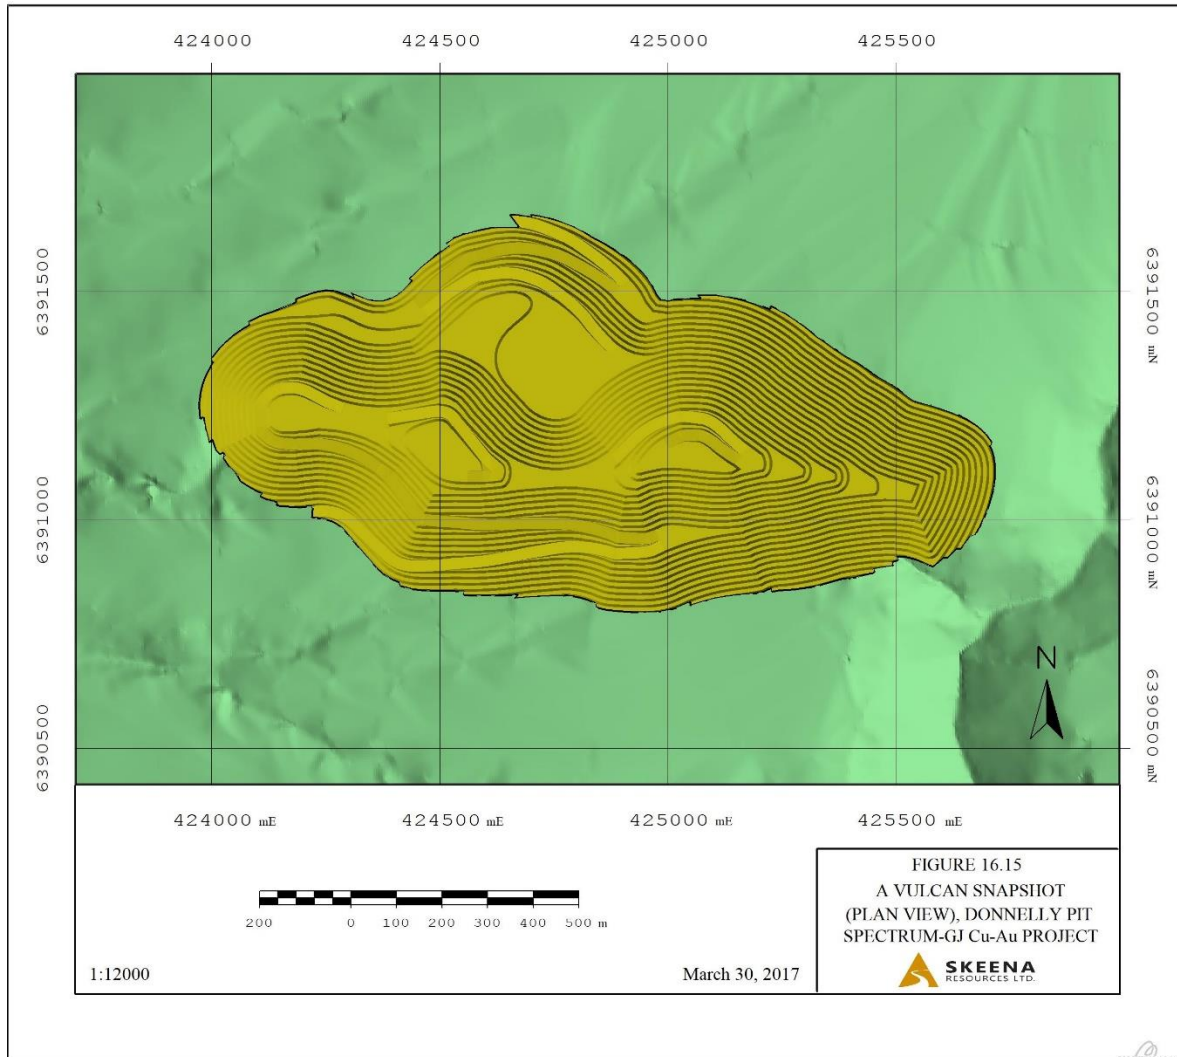 424000
424500
425000
425500
6391500
6391500 mN
6391000
6391000 mN
N
6390500
6390500 mN
424000 mE
424500 mE
425000 mE
425500 mE
200 0 100 200 300 400 500 m
FIGURE 16.15
A VULCAN SNAPSHOT
(PLAN VIEW), DONNELLY PIT
SPECTRUM-GJ Cu-Au PROJECT
SKEENA
RESOURCES LTD.
1:12000
March 30, 2017